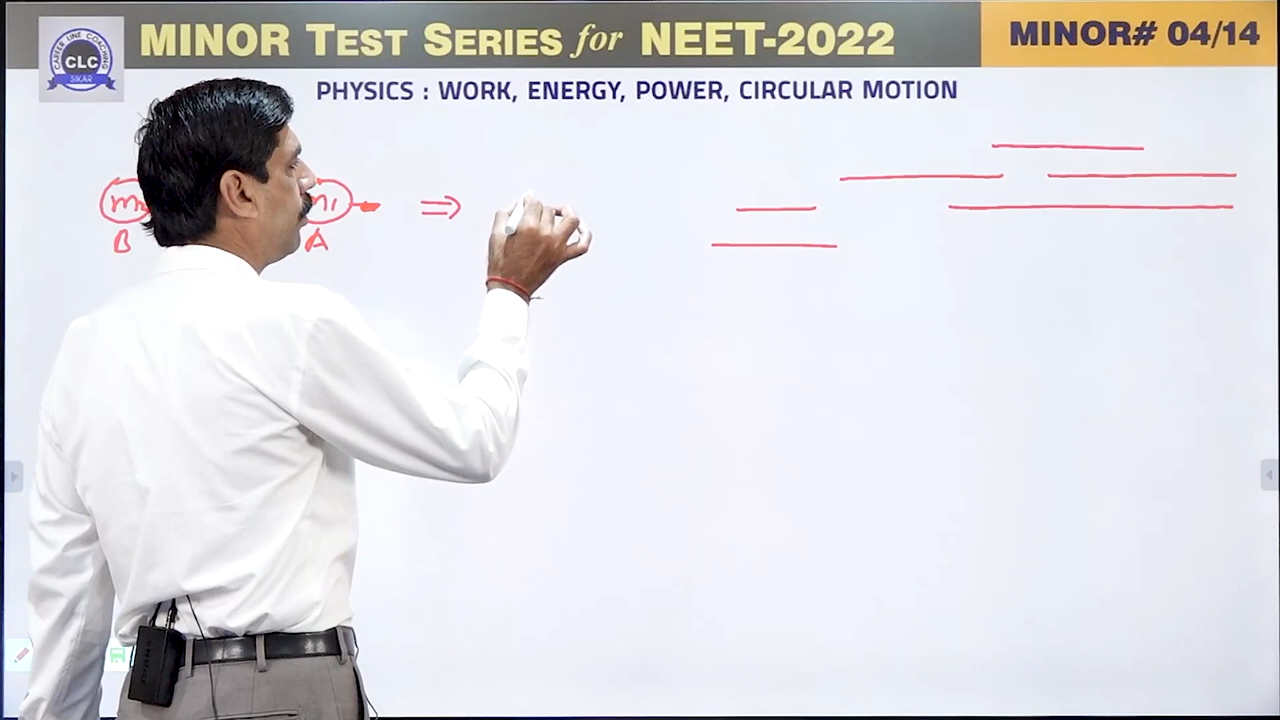 MINOR TEST SERIES for NEET-2022
MINOR# 04/14
CAREER LINE COACHING
CLC
SIKAR
PHYSICS : WORK, ENERGY, POWER, CIRCULAR MOTION
B
A